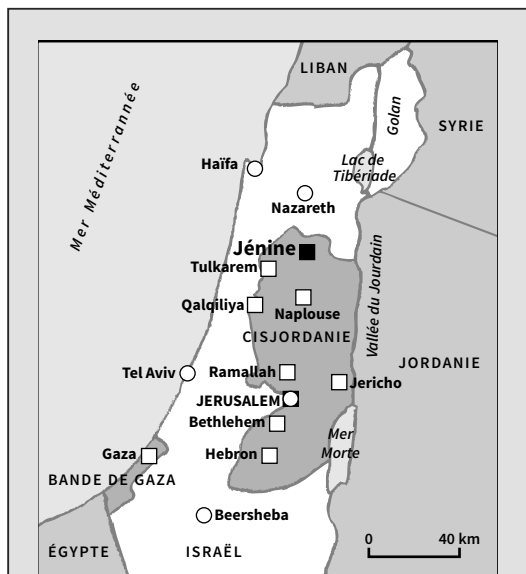 LIBAN
Golan
SYRIE
Mer Méditerrannée
Haïfa
Lac de
Tibériade
Nazareth
Jénine
Tulkarem
Vallée du Jourdain
Qalqiliya
Naplouse
CISJORDANIE
Tel Aviv
Ramallah
JORDANIE
Jericho
JERUSALEM
Bethlehem
Mer
Morte
Gaza
Hebron
BANDE DE GAZA
Beersheba
0 40 km
ÉGYPTE
ISRAËL